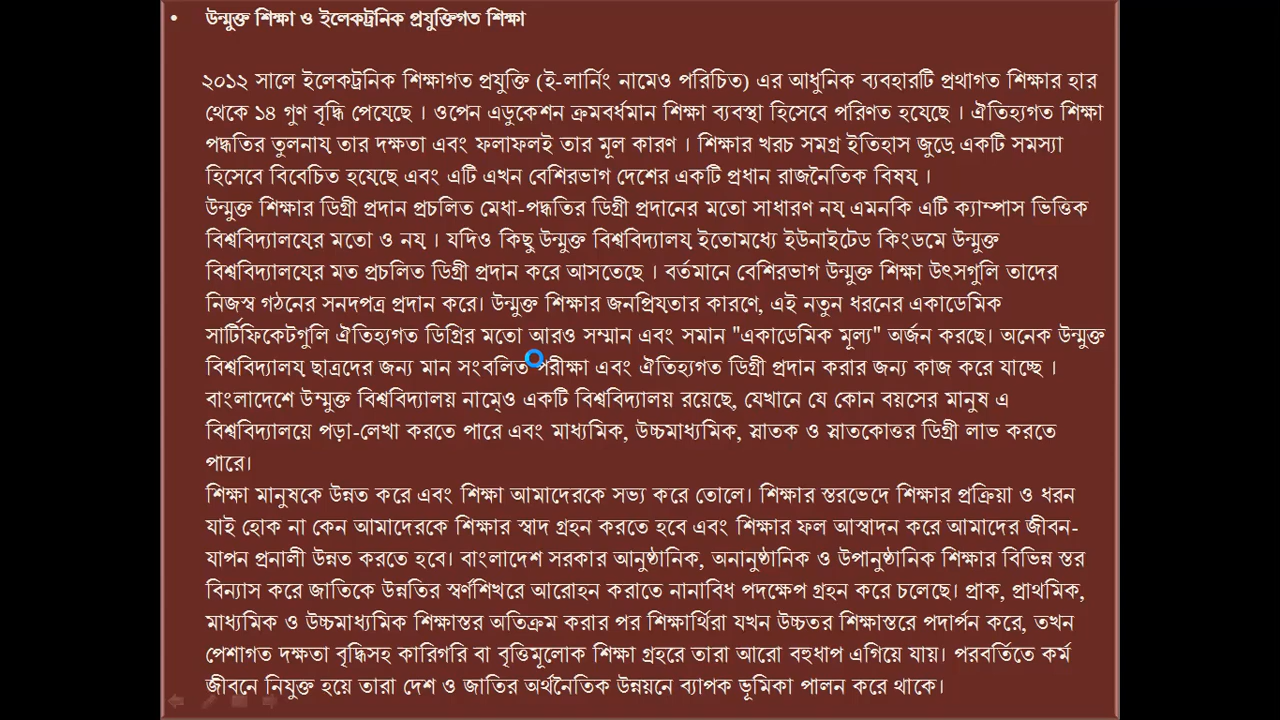 • উন্মুক্ত শিক্ষা ও ইলেকট্রনিক প্রযুক্তিগত শিক্ষা
২০১২ সালে ইলেকট্রনিক শিক্ষাগত প্রযুক্তি (ই-লার্নিং নামেও পরিচিত) এর আধুনিক ব্যবহারটি প্রথাগত শিক্ষার হার
থেকে ১৪ গুণ বৃদ্ধি পেয়েছে । ওপেন এডুকেশন ক্রমবর্ধমান শিক্ষা ব্যবস্থা হিসেবে পরিণত হয়েছে । ঐতিহ্যগত শিক্ষা
পদ্ধতির তুলনায় তার দক্ষতা এবং ফলাফলই তার মূল কারণ । শিক্ষার খরচ সমগ্র ইতিহাস জুড়ে একটি সমস্যা
হিসেবে বিবেচিত হয়েছে এবং এটি এখন বেশিরভাগ দেশের একটি প্রধান রাজনৈতিক বিষয় ।
উন্মুক্ত শিক্ষার ডিগ্রী প্রদান প্রচলিত মেধা-পদ্ধতির ডিগ্রী প্রদানের মতো সাধারণ নয় এমনকি এটি ক্যাম্পাস ভিত্তিক
বিশ্ববিদ্যালয়ের মতো ও নয় । যদিও কিছু উন্মুক্ত বিশ্ববিদ্যালয় ইতোমধ্যে ইউনাইটেড কিংডমে উন্মুক্ত
বিশ্ববিদ্যালয়ের মত প্রচলিত ডিগ্রী প্রদান করে আসতেছে । বর্তমানে বেশিরভাগ উন্মুক্ত শিক্ষা উৎসগুলি তাদের
নিজস্ব গঠনের সনদপত্র প্রদান করে। উন্মুক্ত শিক্ষার জনপ্রিয়তার কারণে, এই নতুন ধরনের একাডেমিক
সার্টিফিকেটগুলি ঐতিহ্যগত ডিগ্রির মতো আরও সম্মান এবং সমান "একাডেমিক মূল্য" অর্জন করছে। অনেক উন্মুক্ত
বিশ্ববিদ্যালয় ছাত্রদের জন্য মান সংবলিত পরীক্ষা এবং ঐতিহ্যগত ডিগ্রী প্রদান করার জন্য কাজ করে যাচ্ছে ।
বাংলাদেশে উম্মুক্ত বিশ্ববিদ্যালয় নামেও একটি বিশ্ববিদ্যালয় রয়েছে, যেখানে যে কোন বয়সের মানুষ এ
বিশ্ববিদ্যালয়ে পড়া-লেখা করতে পারে এবং মাধ্যমিক, উচ্চমাধ্যমিক, স্নাতক ও স্নাতকোত্তর ডিগ্রী লাভ করতে
পারে।
শিক্ষা মানুষকে উন্নত করে এবং শিক্ষা আমাদেরকে সভ্য করে তোলে। শিক্ষার স্তরভেদে শিক্ষার প্রক্রিয়া ও ধরন
যাই হোক না কেন আমাদেরকে শিক্ষার স্বাদ গ্রহন করতে হবে এবং শিক্ষার ফল আস্বাদন করে আমাদের জীবন-
যাপন প্রনালী উন্নত করতে হবে। বাংলাদেশ সরকার আনুষ্ঠানিক, অনানুষ্ঠানিক ও উপানুষ্ঠানিক শিক্ষার বিভিন্ন স্তর
বিন্যাস করে জাতিকে উন্নতির স্বর্ণশিখরে আরোহন করাতে নানাবিধ পদক্ষেপ গ্রহন করে চলেছে। প্রাক, প্রাথমিক,
মাধ্যমিক ও উচ্চমাধ্যমিক শিক্ষাস্তর অতিক্রম করার পর শিক্ষার্থিরা যখন উচ্চতর শিক্ষাস্তরে পদার্পন করে, তখন
পেশাগত দক্ষতা বৃদ্ধিসহ কারিগরি বা বৃত্তিমূলোক শিক্ষা গ্রহরে তারা আরো বহুধাপ এগিয়ে যায়। পরবর্তিতে কর্ম
জীবনে নিযুক্ত হয়ে তারা দেশ ও জাতির অর্থনৈতিক উন্নয়নে ব্যাপক ভূমিকা পালন করে থাকে।